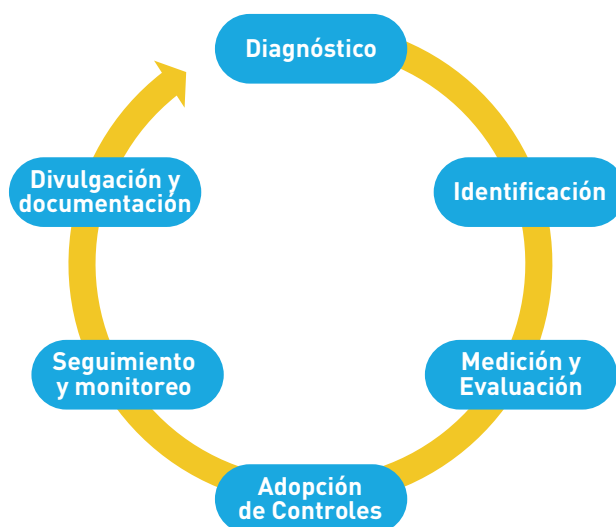 Diagnóstico
Identificación
Medición y
Evaluación
Adopción
de Controles
Seguimiento
y monitoreo
Divulgación y
documentación